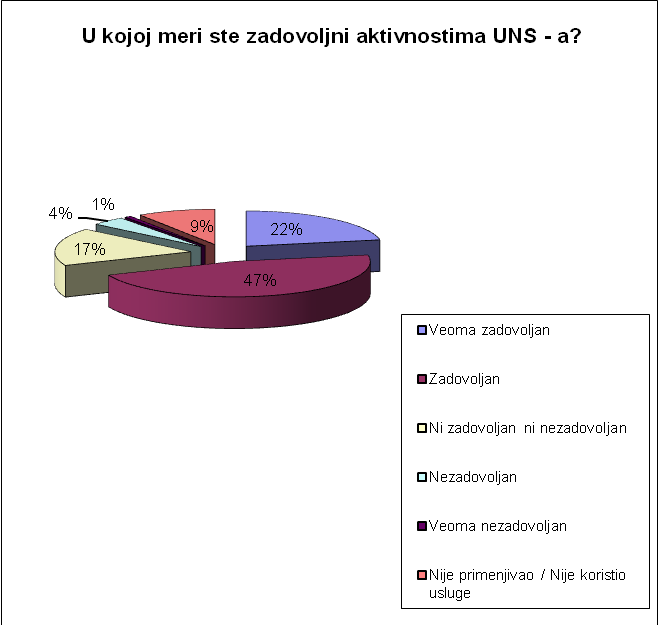 U kojoj meri ste zadovoljni aktivnostima UNS - a?
1%
4%
9%
22%
17%
47%
Veoma zadovoljan
Zadovoljan
Ni zadovoljan ni nezadovoljan
Nezadovoljan
Veoma nezadovoljan
Nije primenjivao / Nije koristio
usluge